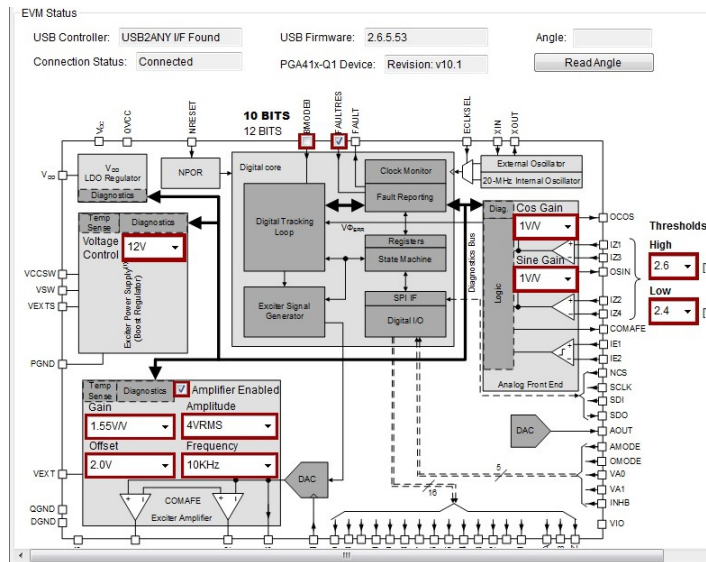 EVM Status
USB Controller: USB2ANY I/F Found
USB Firmware: 2.6.5.53
Angle:
Connection Status: Connected
PGA41x-Q1 Device: Revision: v10.1
Read Angle
VCC
QVCC
NRESET
10 BITS
12 BITS
BMODE0
FAULTRES
FAULT
ECLKSEL
XIN
XOUT
VDD
VDD
LDO Regulator
Diagnostics
NPOR
Digital core
Clock Monitor
Fault Reporting
External Oscillator
20-MHz Internal Oscillator
Temp Sense
Diagnostics
Voltage Control
12V
Exciter Power Supply
(Boost Regulator)
Digital Tracking Loop
VΦERR
Registers
State Machine
Exciter Signal Generator
SPI IF
Digital I/O
Diagnostics Bus
Diag.
Logic
Cos Gain
1V/V
Sine Gain
1V/V
Analog Front End
OCOS
IZ1
IZ3
OSIN
IZ2
IZ4
COMAFE
IE1
IE2
NCS
SCLK
SDI
SDO
AOUT
AMODE
OMODE
VA0
VA1
INHB
VIO
Thresholds
High
2.6
Low
2.4
VCCSW
VSW
VEXTS
PGND
Temp Sense
Diagnostics
Amplifier Enabled
Gain
Amplitude
1.55V/V
4VRMS
Offset
Frequency
2.0V
10KHz
COMAFE
Exciter Amplifier
DAC
DAC
5
16
VEXT
QGND
DGND